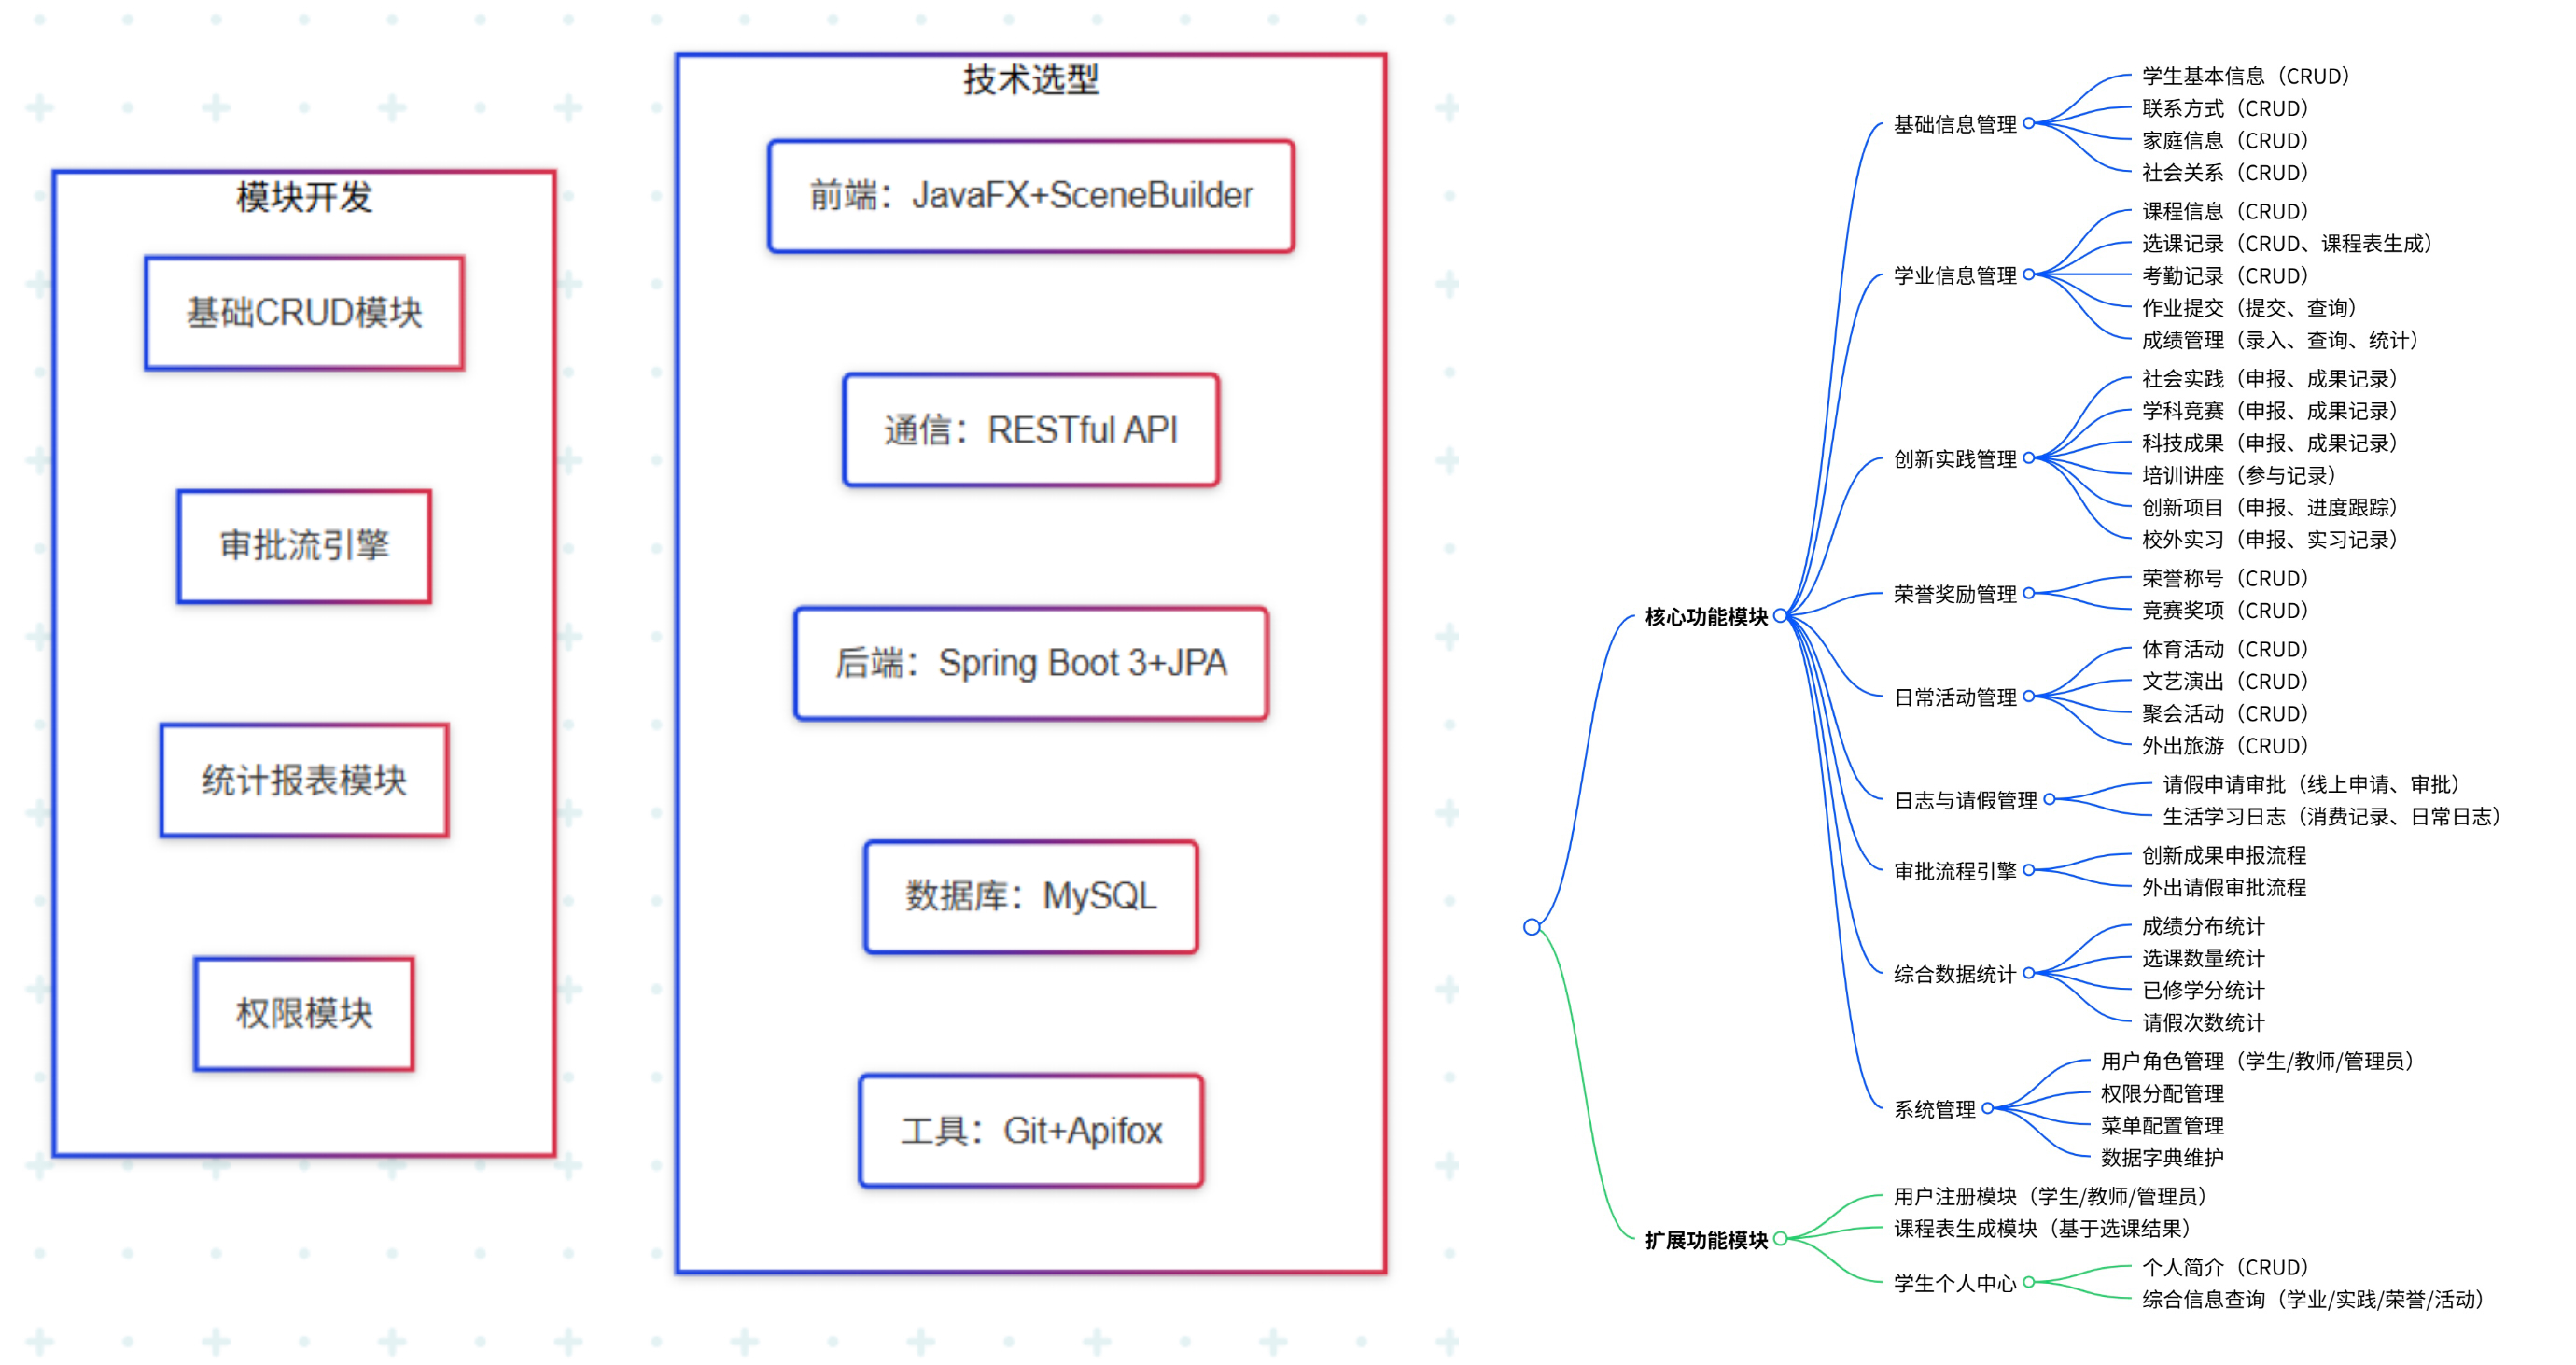 模块开发
基础CRUD模块
审批流引擎
统计报表模块
权限模块
技术选型
前端：JavaFX+SceneBuilder
通信：RESTful API
后端：Spring Boot 3+JPA
数据库：MySQL
工具：Git+Apifox
核心功能模块
基础信息管理
学生基本信息（CRUD）
联系方式（CRUD）
家庭信息（CRUD）
社会关系（CRUD）
学业信息管理
课程信息（CRUD）
选课记录（CRUD、课程表生成）
考勤记录（CRUD）
作业提交（提交、查询）
成绩管理（录入、查询、统计）
创新实践管理
社会实践（申报、成果记录）
学科竞赛（申报、成果记录）
科技成果（申报、成果记录）
培训讲座（参与记录）
创新项目（申报、进度跟踪）
校外实习（申报、实习记录）
荣誉奖励管理
荣誉称号（CRUD）
竞赛奖项（CRUD）
日常活动管理
体育活动（CRUD）
文艺演出（CRUD）
聚会活动（CRUD）
外出旅游（CRUD）
日志与请假管理
请假申请审批（线上申请、审批）
生活学习日志（消费记录、日常日志）
审批流程引擎
创新成果申报流程
外出请假审批流程
综合数据统计
成绩分布统计
选课数量统计
已修学分统计
请假次数统计
系统管理
用户角色管理（学生/教师/管理员）
权限分配管理
菜单配置管理
数据字典维护
扩展功能模块
用户注册模块（学生/教师/管理员）
课程表生成模块（基于选课结果）
学生个人中心
个人简介（CRUD）
综合信息查询（学业/实践/荣誉/活动）